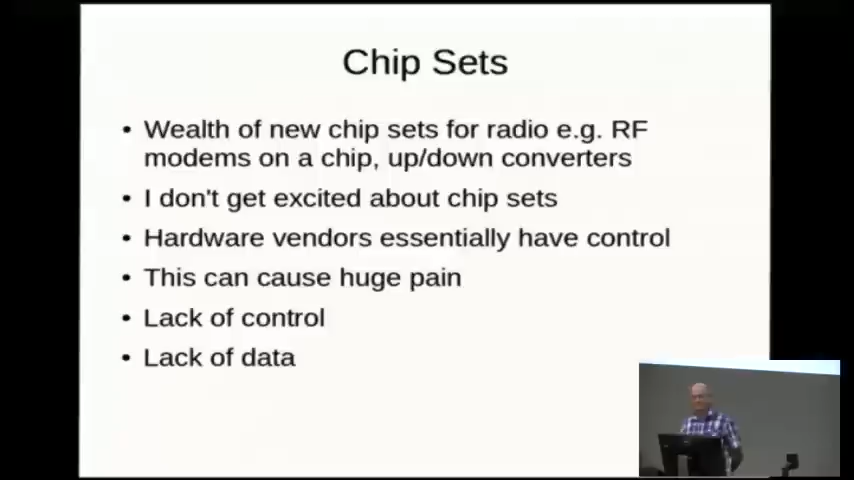 Chip Sets
• Wealth of new chip sets for radio e.g. RF
modems on a chip, up/down converters
• I don't get excited about chip sets
• Hardware vendors essentially have control
• This can cause huge pain
• Lack of control
• Lack of data